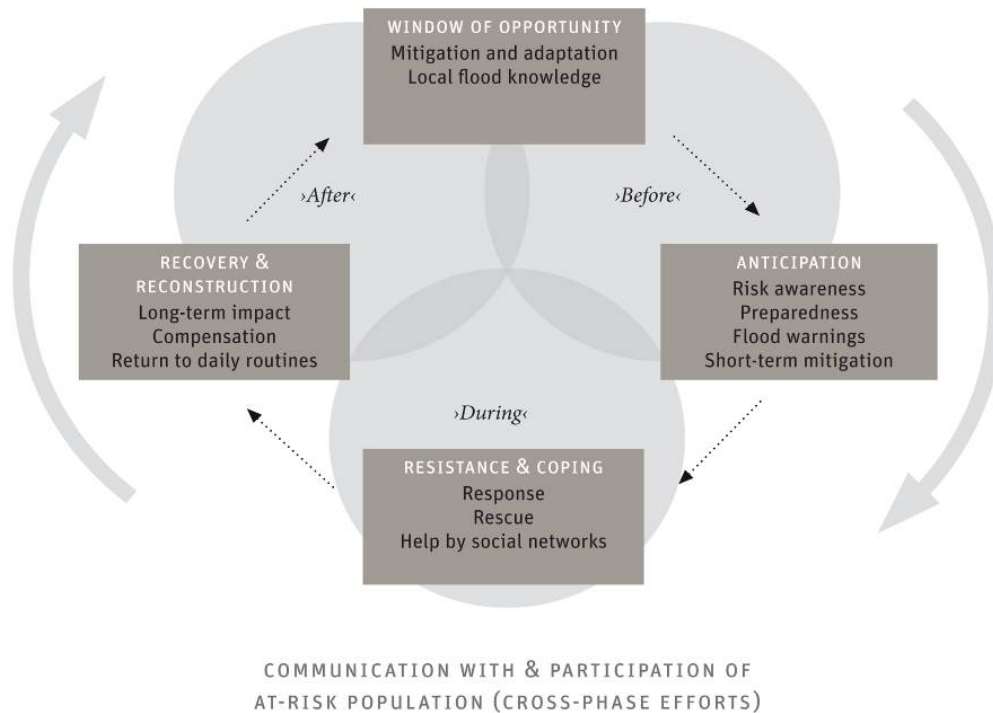 WINDOW OF OPPORTUNITY
Mitigation and adaptation
Local flood knowledge
›After‹
›Before‹
RECOVERY &
RECONSTRUCTION
Long-term impact
Compensation
Return to daily routines
ANTICIPATION
Risk awareness
Preparedness
Flood warnings
Short-term mitigation
›During‹
RESISTANCE & COPING
Response
Rescue
Help by social networks
COMMUNICATION WITH & PARTICIPATION OF
AT-RISK POPULATION (CROSS-PHASE EFFORTS)